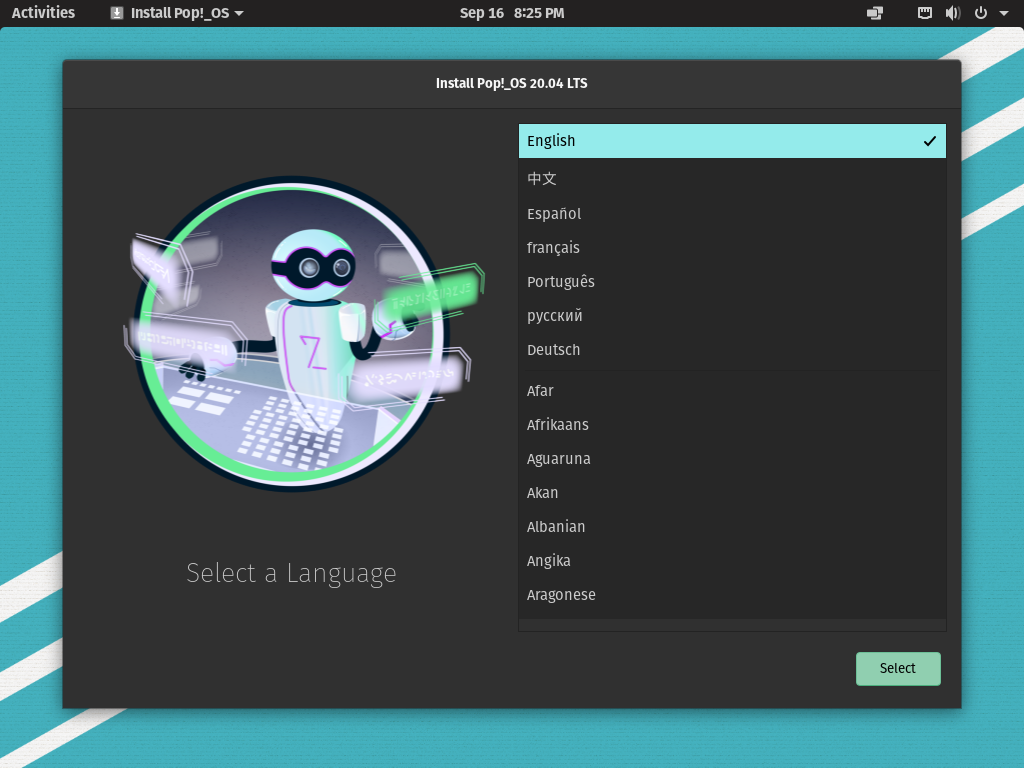 Activities
Install Pop!_OS
Sep 16 8:25 PM
Install Pop!_OS 20.04 LTS
Select a Language
English
中文
Español
français
Português
русский
Deutsch
Afar
Afrikaans
Aguaruna
Akan
Albanian
Angika
Aragonese
Select